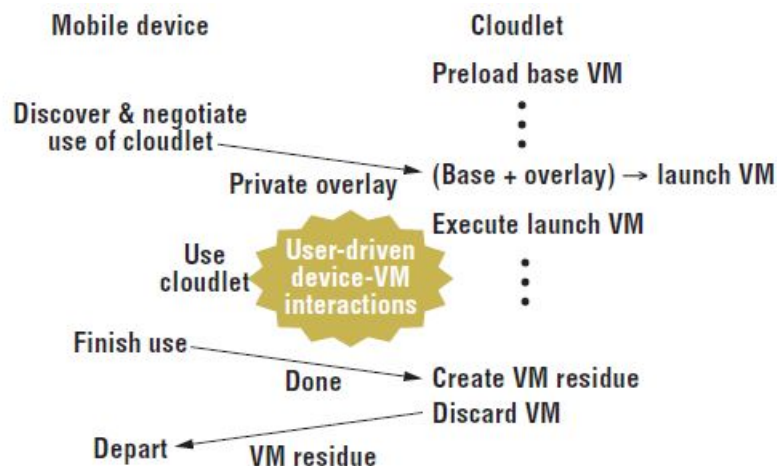 Mobile device
Cloudlet
Preload base VM
Discover & negotiate
use of cloudlet
Private overlay
(Base + overlay) → launch VM
Execute launch VM
Use
cloudlet
User-driven
device-VM
interactions
Finish use
Done
Create VM residue
Discard VM
Depart
VM residue